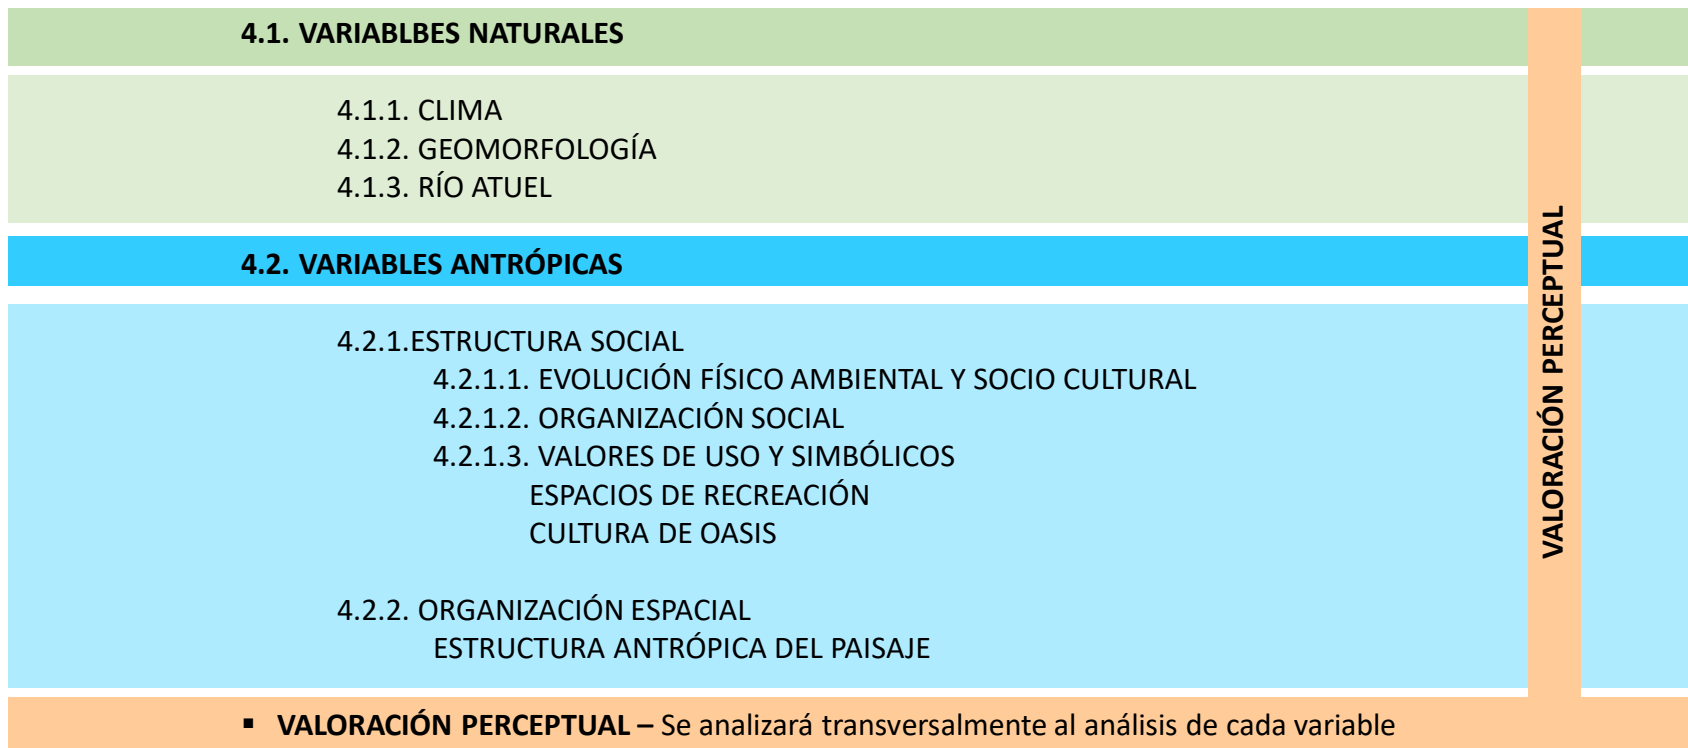 4.1. VARIABLBES NATURALES
4.1.1. CLIMA
4.1.2. GEOMORFOLOGÍA
4.1.3. RÍO ATUEL
4.2. VARIABLES ANTRÓPICAS
4.2.1.ESTRUCTURA SOCIAL
4.2.1.1. EVOLUCIÓN FÍSICO AMBIENTAL Y SOCIO CULTURAL
4.2.1.2. ORGANIZACIÓN SOCIAL
4.2.1.3. VALORES DE USO Y SIMBÓLICOS
ESPACIOS DE RECREACIÓN
CULTURA DE OASIS
4.2.2. ORGANIZACIÓN ESPACIAL
ESTRUCTURA ANTRÓPICA DEL PAISAJE
VALORACIÓN PERCEPTUAL
▪ VALORACIÓN PERCEPTUAL – Se analizará transversalmente al análisis de cada variable